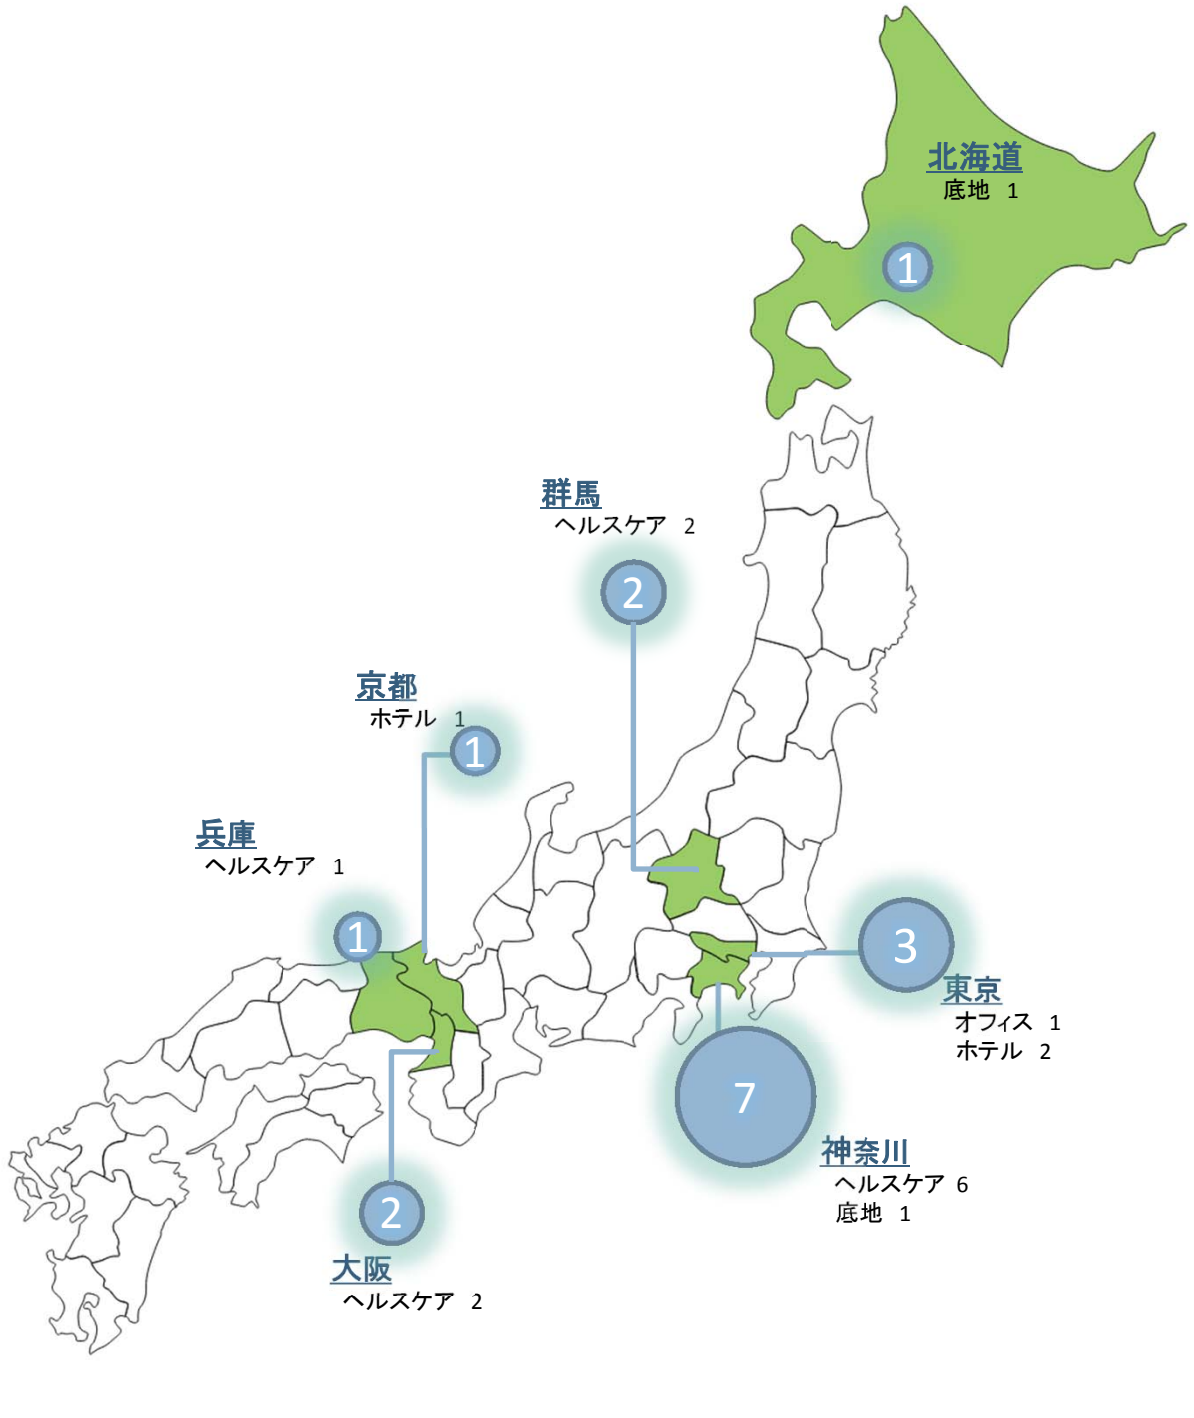 北海道
底地 1
1
群馬
ヘルスケア 2
2
京都
ホテル 1
1
兵庫
ヘルスケア 1
1
3
東京
オフィス 1
ホテル 2
7
神奈川
ヘルスケア 6
底地 1
2
大阪
ヘルスケア 2